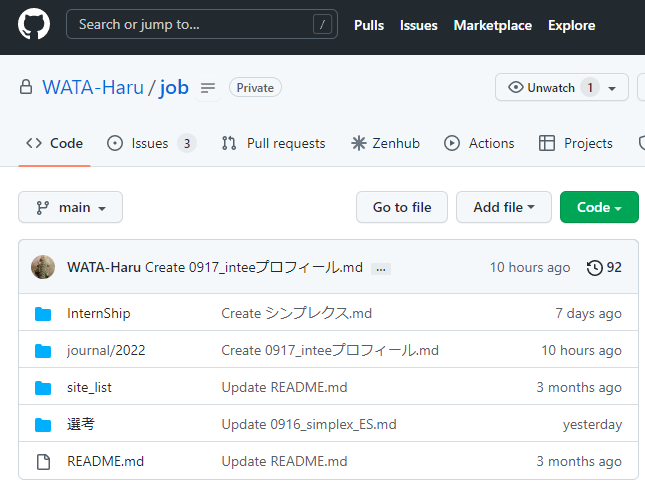 Search or jump to… / Pulls Issues Marketplace Explore
WATA-Haru / job Private Unwatch 1
Code Issues 3 Pull requests Zenhub Actions Projects
main Go to file Add file Code
WATA-Haru Create 0917_inteeプロフィール.md … 10 hours ago 92
InternShip Create シンプレクス.md 7 days ago
journal/2022 Create 0917_inteeプロフィール.md 10 hours ago
site_list Update README.md 3 months ago
選考 Update 0916_simplex_ES.md yesterday
README.md Update README.md 3 months ago